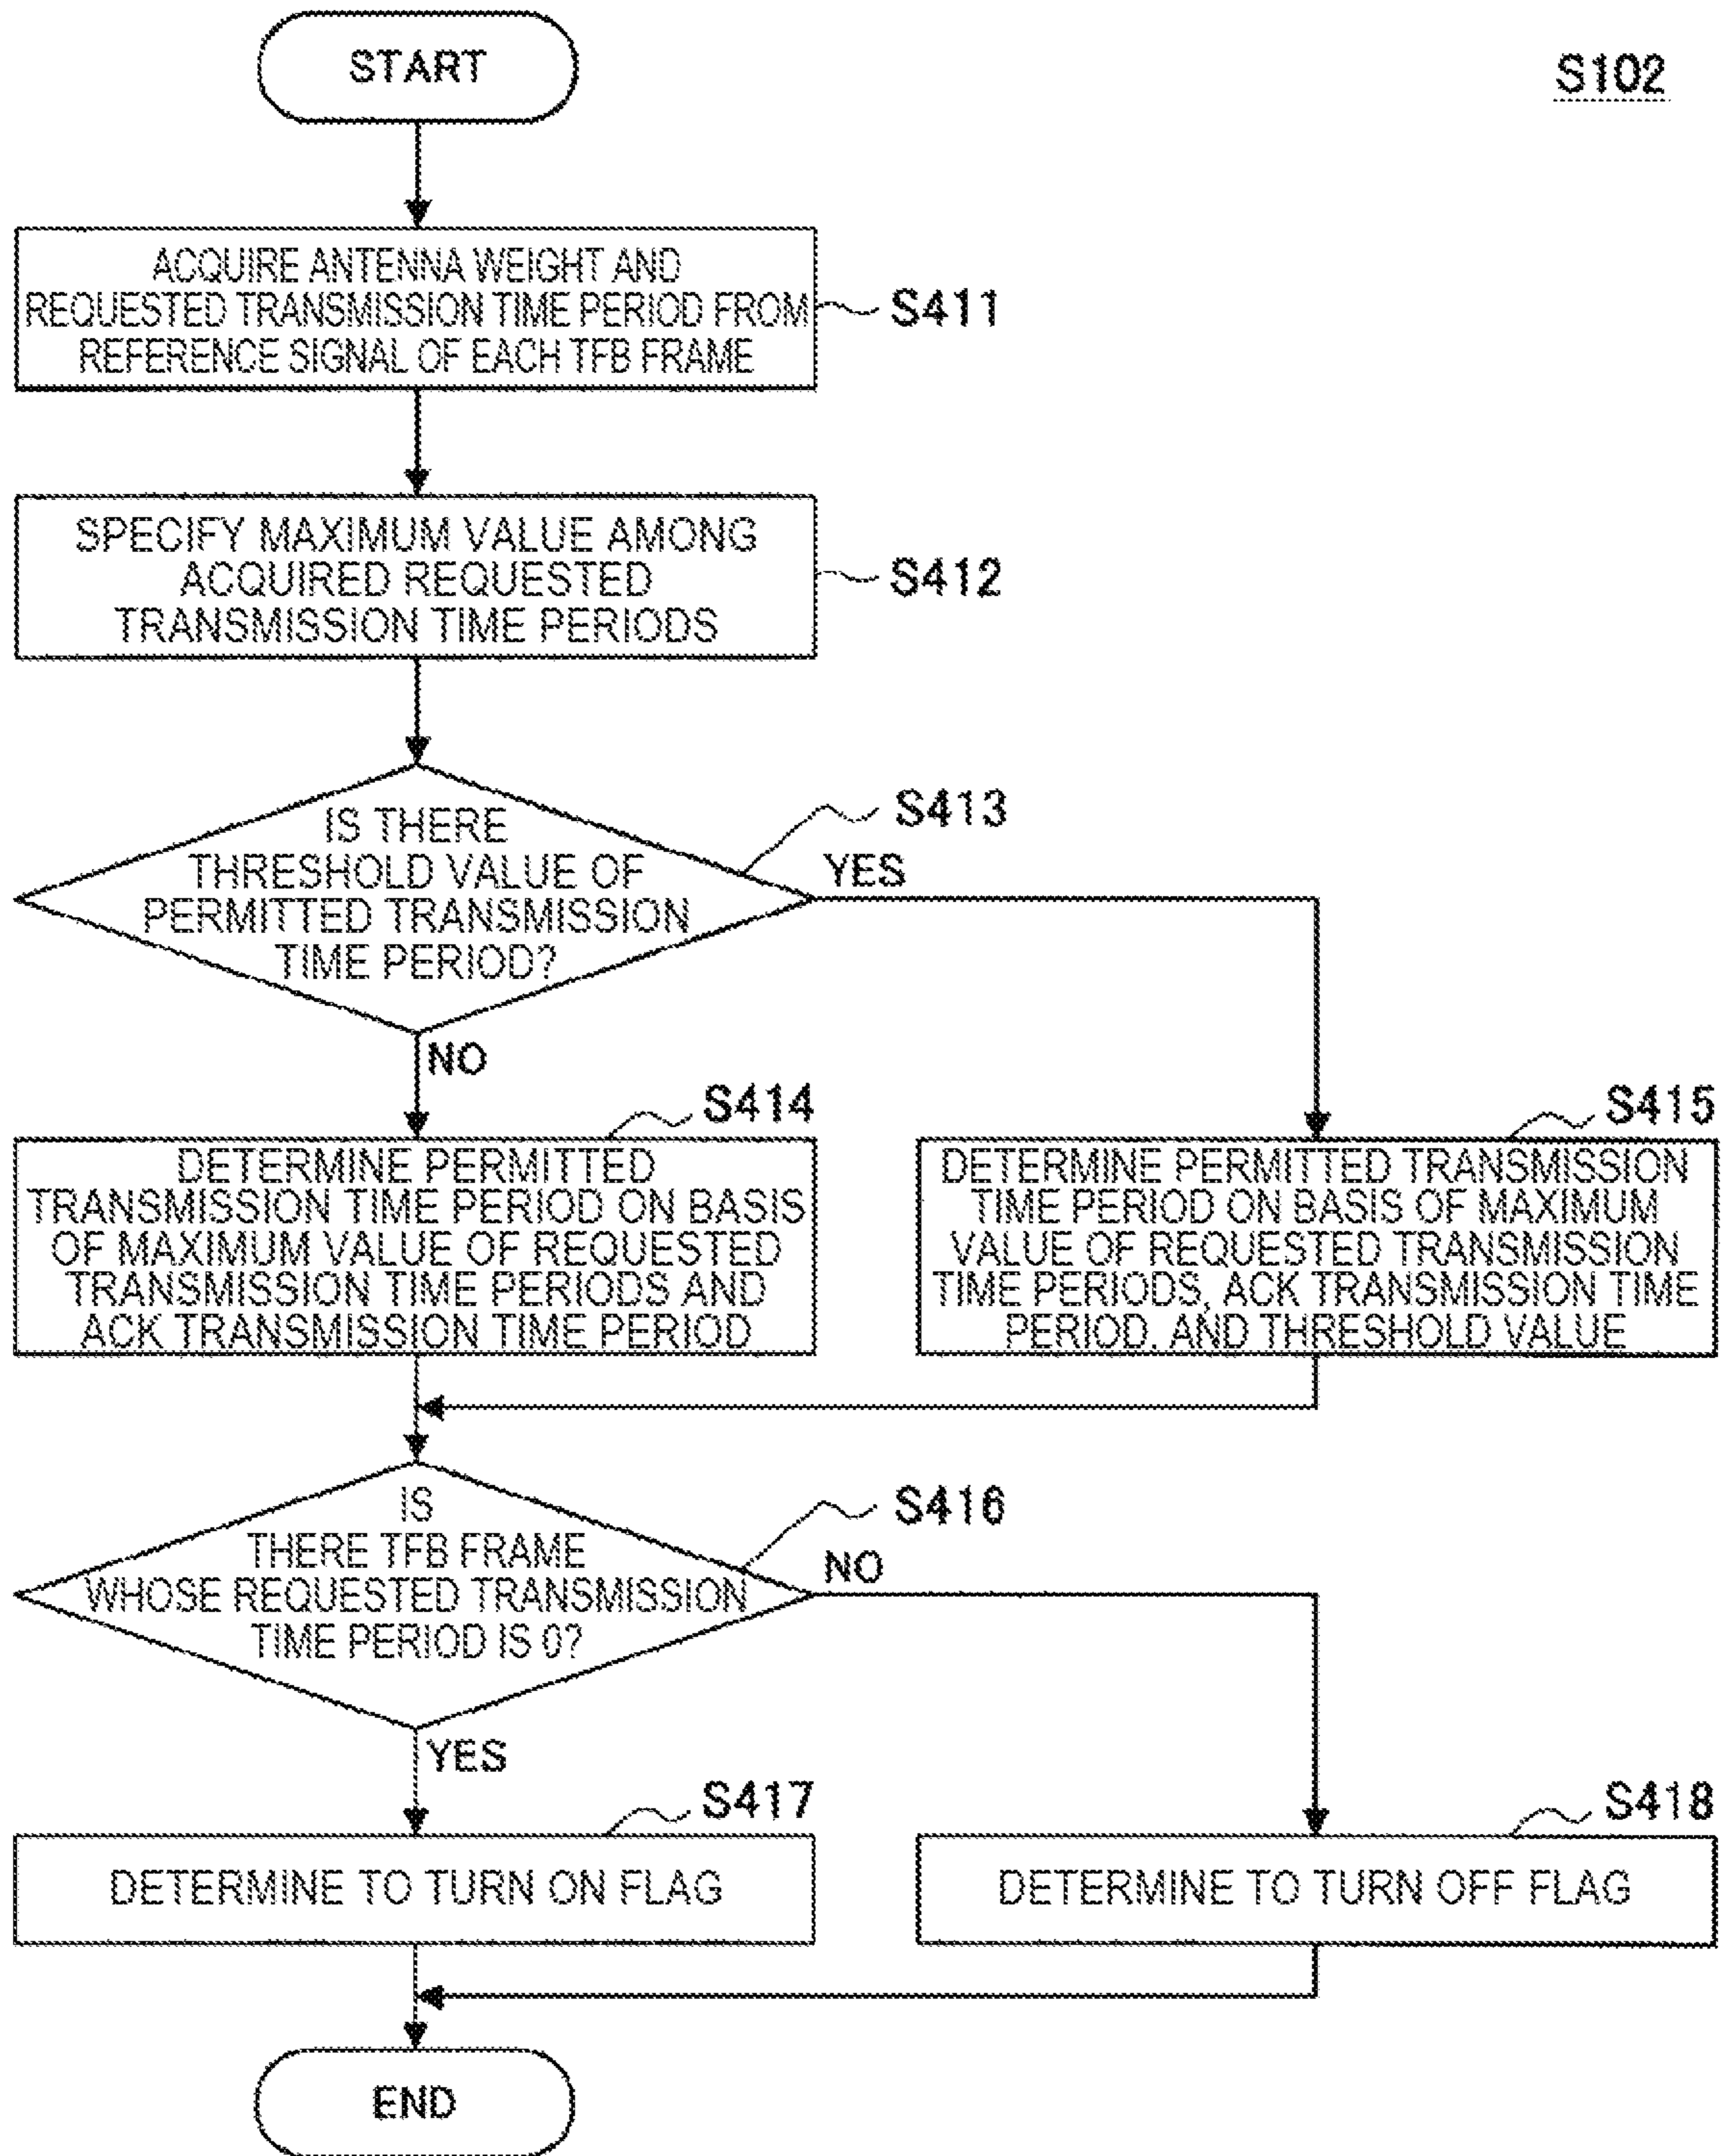 START
S102
ACQUIRE ANTENNA WEIGHT AND
REQUESTED TRANSMISSION TIME PERIOD FROM
REFERENCE SIGNAL OF EACH TFB FRAME
S411
SPECIFY MAXIMUM VALUE AMONG
ACQUIRED REQUESTED
TRANSMISSION TIME PERIODS
S412
IS THERE
THRESHOLD VALUE OF
PERMITTED TRANSMISSION
TIME PERIOD?
S413
YES
NO
S414
DETERMINE PERMITTED
TRANSMISSION TIME PERIOD ON BASIS
OF MAXIMUM VALUE OF REQUESTED
TRANSMISSION TIME PERIODS AND
ACK TRANSMISSION TIME PERIOD
S415
DETERMINE PERMITTED TRANSMISSION
TIME PERIOD ON BASIS OF MAXIMUM
VALUE OF REQUESTED TRANSMISSION
TIME PERIODS, ACK TRANSMISSION TIME
PERIOD, AND THRESHOLD VALUE
IS
THERE TFB FRAME
WHOSE REQUESTED TRANSMISSION
TIME PERIOD IS 0?
S416
NO
YES
S417
DETERMINE TO TURN ON FLAG
S418
DETERMINE TO TURN OFF FLAG
END